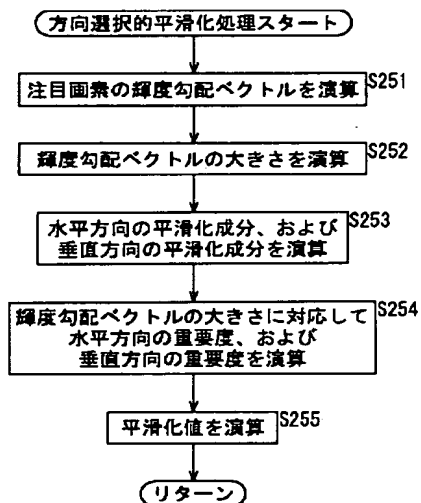 方向選択的平滑化処理スタート
S251
注目画素の輝度勾配ベクトルを演算
S252
輝度勾配ベクトルの大きさを演算
S253
水平方向の平滑化成分、および
垂直方向の平滑化成分を演算
S254
輝度勾配ベクトルの大きさに対応して
水平方向の重要度、および
垂直方向の重要度を演算
S255
平滑化値を演算
リターン